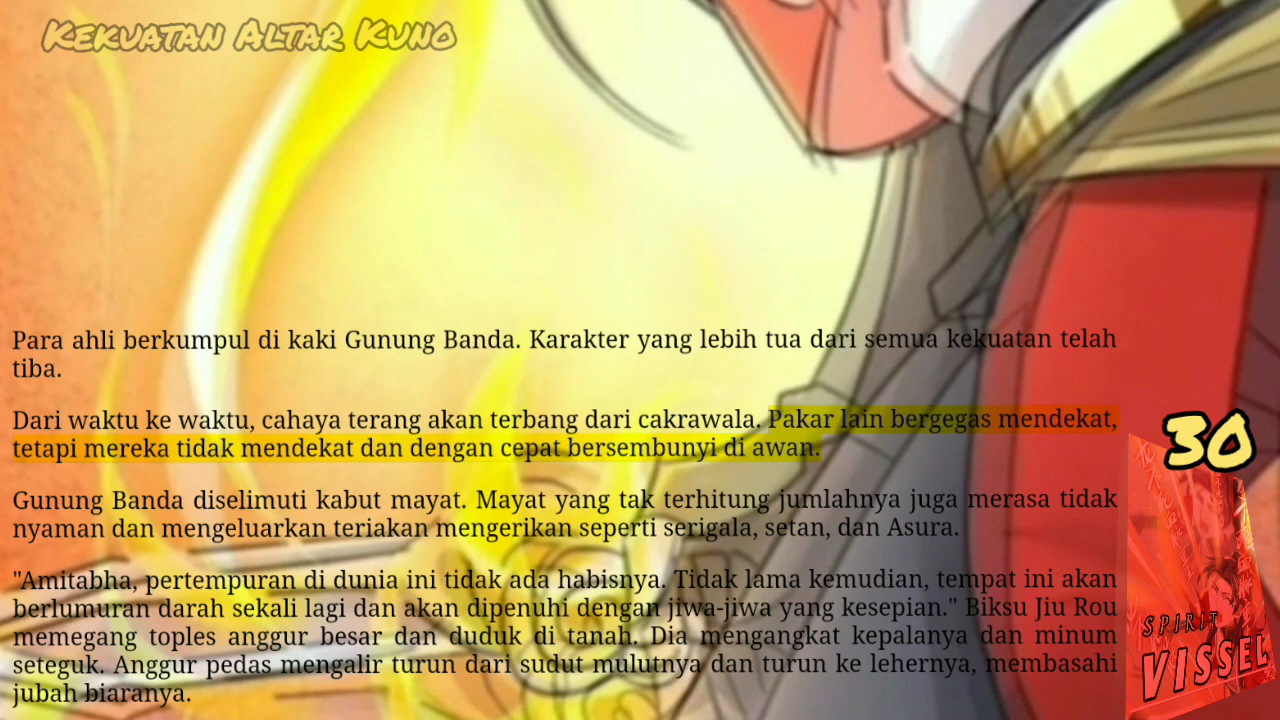 Kekuatan Altar Kuno
Para ahli berkumpul di kaki Gunung Banda. Karakter yang lebih tua dari semua kekuatan telah
tiba.
Dari waktu ke waktu, cahaya terang akan terbang dari cakrawala. Pakar lain bergegas mendekat,
tetapi mereka tidak mendekat dan dengan cepat bersembunyi di awan.
Gunung Banda diselimuti kabut mayat. Mayat yang tak terhitung jumlahnya juga merasa tidak
nyaman dan mengeluarkan teriakan mengerikan seperti serigala, setan, dan Asura.
"Amitabha, pertempuran di dunia ini tidak ada habisnya. Tidak lama kemudian, tempat ini akan
berlumuran darah sekali lagi dan akan dipenuhi dengan jiwa-jiwa yang kesepian." Biksu Jiu Rou
memegang toples anggur besar dan duduk di tanah. Dia mengangkat kepalanya dan minum
seteguk. Anggur pedas mengalir turun dari sudut mulutnya dan turun ke lehernya, membasahi
jubah biaranya.
30
SPIRIT
VISSEL